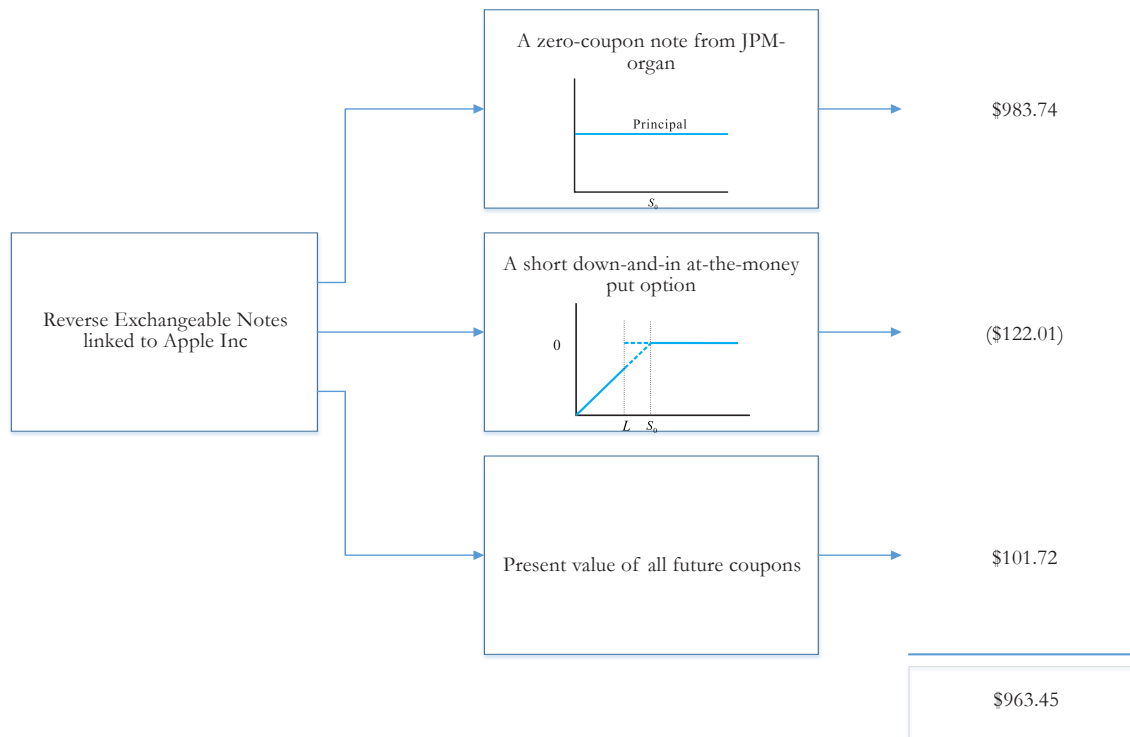 A zero-coupon note from JPM-
organ
Principal
S₀
$983.74
Reverse Exchangeable Notes
linked to Apple Inc
A short down-and-in at-the-money
put option
0
L S₀
($122.01)
Present value of all future coupons
$101.72
$963.45